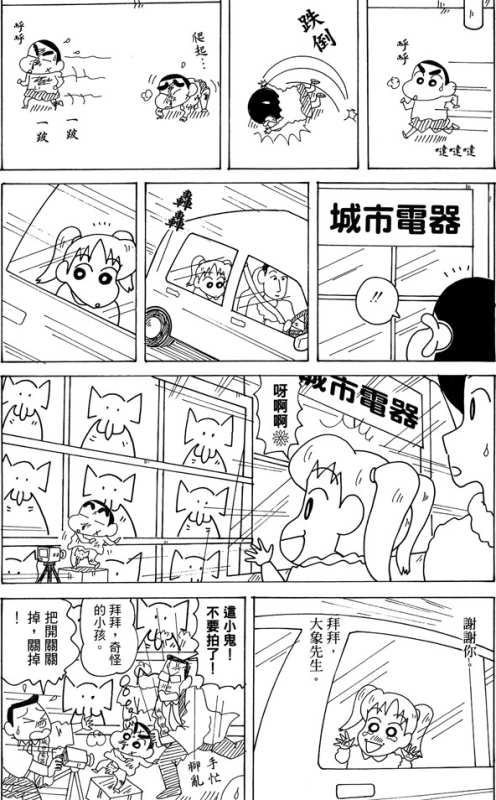 呼
呼
噠噠噠
跌倒
爬起…
呼
呼
一跛
一跛
城市電器
!!
轟
轟
城市電器
呀啊啊
謝謝你。
拜拜，
大象先生。
這小鬼！
不要拍了！
拜拜，奇怪
的小孩。
把開關關
掉，關掉
！
手忙
腳亂